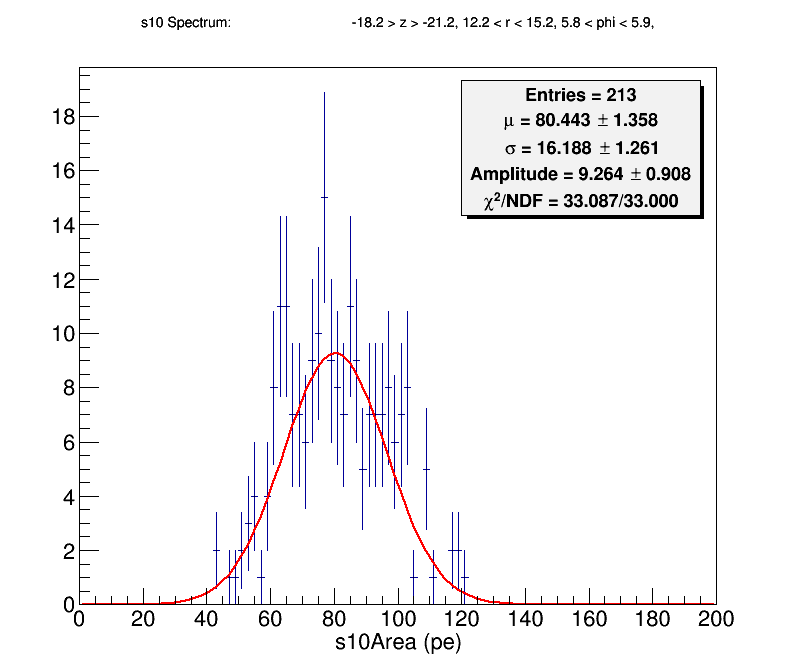 s10 Spectrum: -18.2 > z > -21.2, 12.2 < r < 15.2, 5.8 < phi < 5.9,
Entries = 213
μ = 80.443 ± 1.358
σ = 16.188 ± 1.261
Amplitude = 9.264 ± 0.908
χ²/NDF = 33.087/33.000
18
16
14
12
10
8
6
4
2
0
0 20 40 60 80 100 120 140 160 180 200
s10Area (pe)